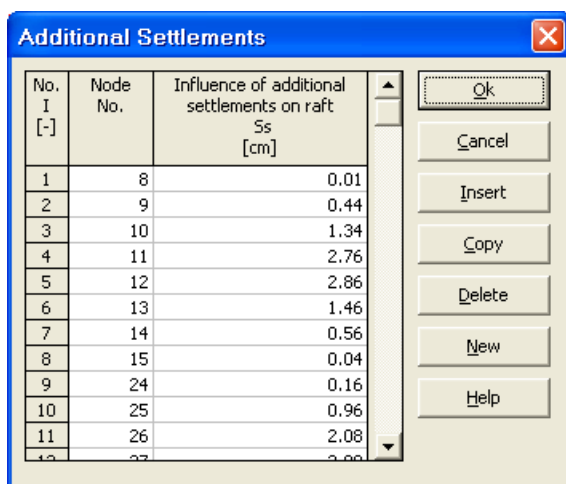 Additional Settlements
No. I [-] Node No. Influence of additional settlements on raft Ss [cm]
1 8 0.01
2 9 0.44
3 10 1.34
4 11 2.76
5 12 2.86
6 13 1.46
7 14 0.56
8 15 0.04
9 24 0.16
10 25 0.96
11 26 2.08
Ok
Cancel
Insert
Copy
Delete
New
Help